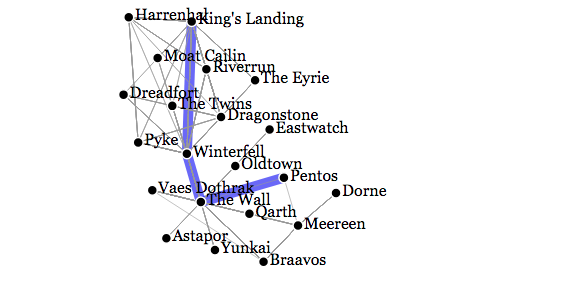 Harrenhal
King's Landing
Moat Cailin
Riverrun
The Eyrie
Dreadfort
The Twins
Dragonstone
Eastwatch
Pyke
Winterfell
Oldtown
Pentos
Vaes Dothrak
The Wall
Dorne
Qarth
Meereen
Astapor
Yunkai
Braavos